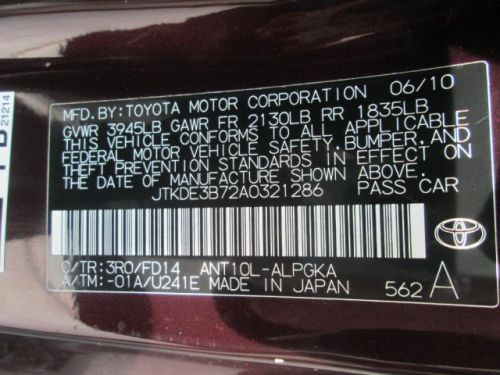 MFD. BY: TOYOTA MOTOR CORPORATION 06/10
GVWR 3945LB GAWR FR 2130LB RR 1835LB
THIS VEHICLE CONFORMS TO ALL APPLICABLE
FEDERAL MOTOR VEHICLE SAFETY, BUMPER, AND
THEFT PREVENTION STANDARDS IN EFFECT ON
THE DATE OF MANUFACTURE SHOWN ABOVE.
JTKDE3B72A0321286 PASS CAR
C/TR: 3R0/FD14 ANT10L-ALPGKA
A/TM: -01A/U241E MADE IN JAPAN 562 A
TOYOTA
21214